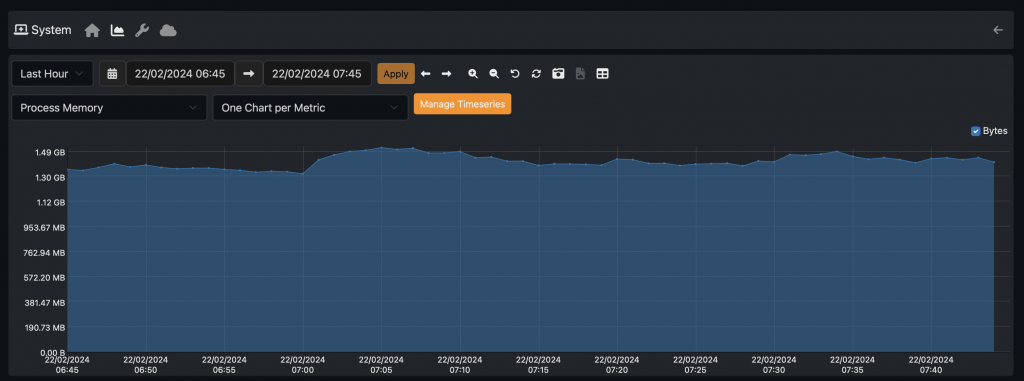 System
Last Hour 22/02/2024 06:45 22/02/2024 07:45 Apply
Process Memory One Chart per Metric Manage Timeseries
Bytes
1.49 GB
1.30 GB
1.12 GB
953.67 MB
762.94 MB
572.20 MB
381.47 MB
190.73 MB
0.00 B
22/02/2024 22/02/2024 22/02/2024 22/02/2024 22/02/2024 22/02/2024 22/02/2024 22/02/2024 22/02/2024 22/02/2024 22/02/2024 22/02/2024
06:45 06:50 06:55 07:00 07:05 07:10 07:15 07:20 07:25 07:30 07:35 07:40